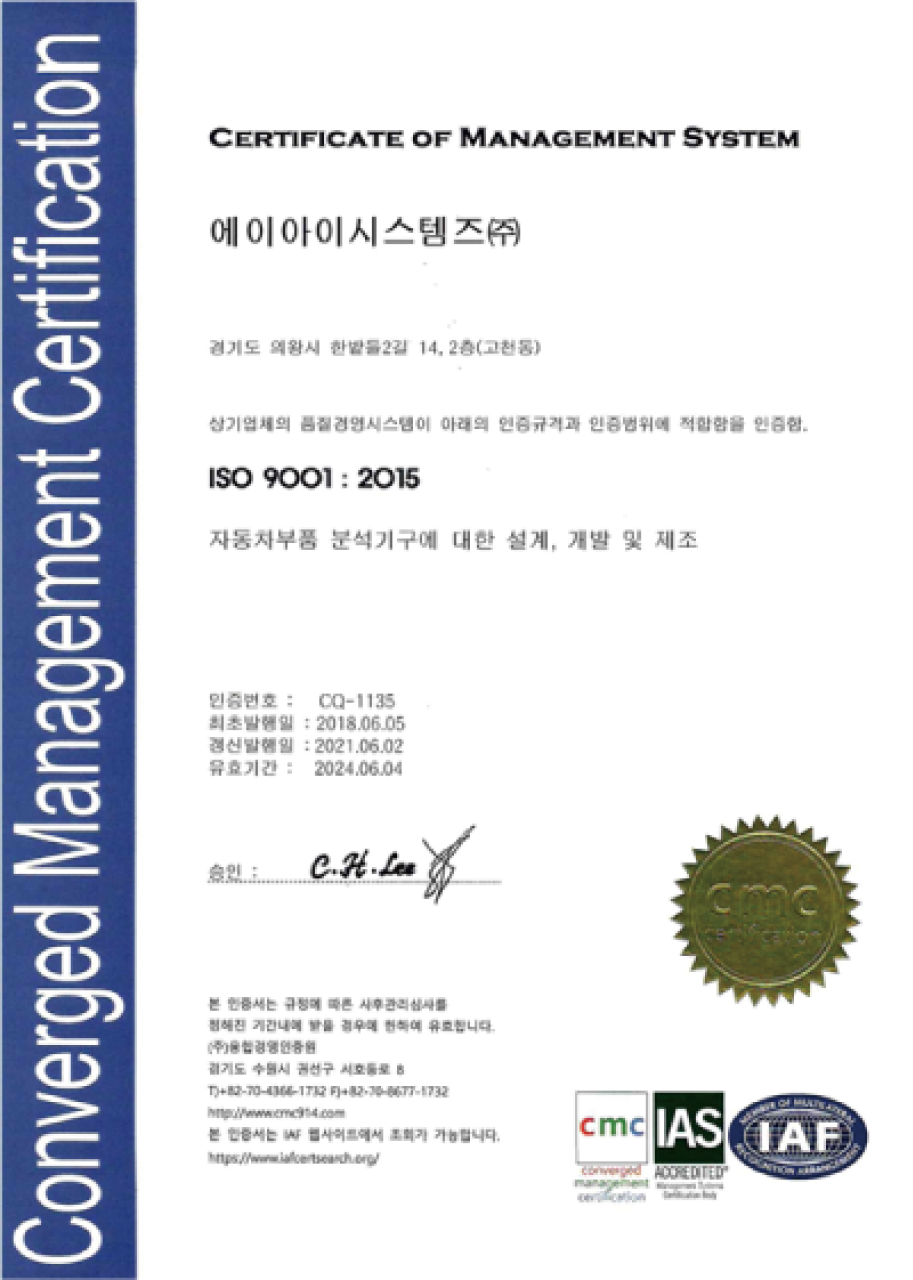 Converged Management Certification
CERTIFICATE OF MANAGEMENT SYSTEM
에이아이시스템즈㈜
경기도 의왕시 한밭들2길 14, 2층(고천동)
상기업체의 품질경영시스템이 아래의 인증규격과 인증범위에 적합함을 인증함.
ISO 9001 : 2015
자동차부품 분석기구에 대한 설계, 개발 및 제조
인증번호 : CQ-1135
최초발행일 : 2018.06.05
갱신발행일 : 2021.06.02
유효기간 : 2024.06.04
승인 : C.H.Lee
cmc
certification
본 인증서는 규정에 따른 사후관리심사를
정해진 기간내에 받을 경우에 한하여 유효합니다.
(주)융합경영인증원
경기도 수원시 권선구 서호동로 8
T)+82-70-4366-1732 F)+82-70-8677-1732
http://www.cmc914.com
본 인증서는 IAF 웹사이트에서 조회가 가능합니다.
https://www.iafcertsearch.org/
cmc
converged
management
certification
IAS
ACCREDITED
Management Systems
Certification Body
MEMBER OF MULTILATERAL
IAF
RECOGNITION ARRANGEMENT